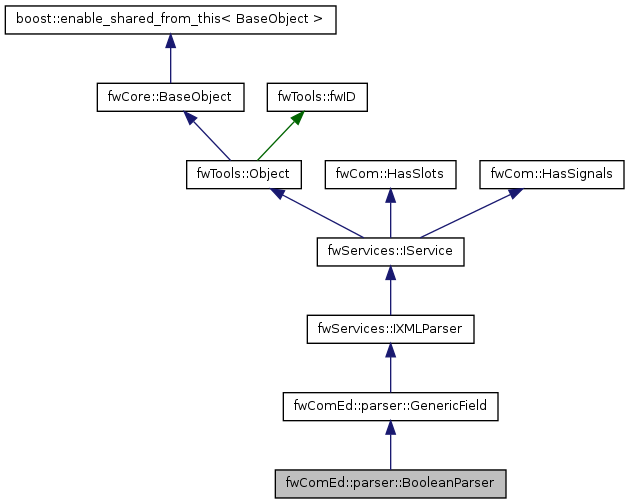 boost::enable_shared_from_this< BaseObject >
fwCore::BaseObject
fwTools::fwID
fwTools::Object
fwCom::HasSlots
fwCom::HasSignals
fwServices::IService
fwServices::IXMLParser
fwComEd::parser::GenericField
fwComEd::parser::BooleanParser